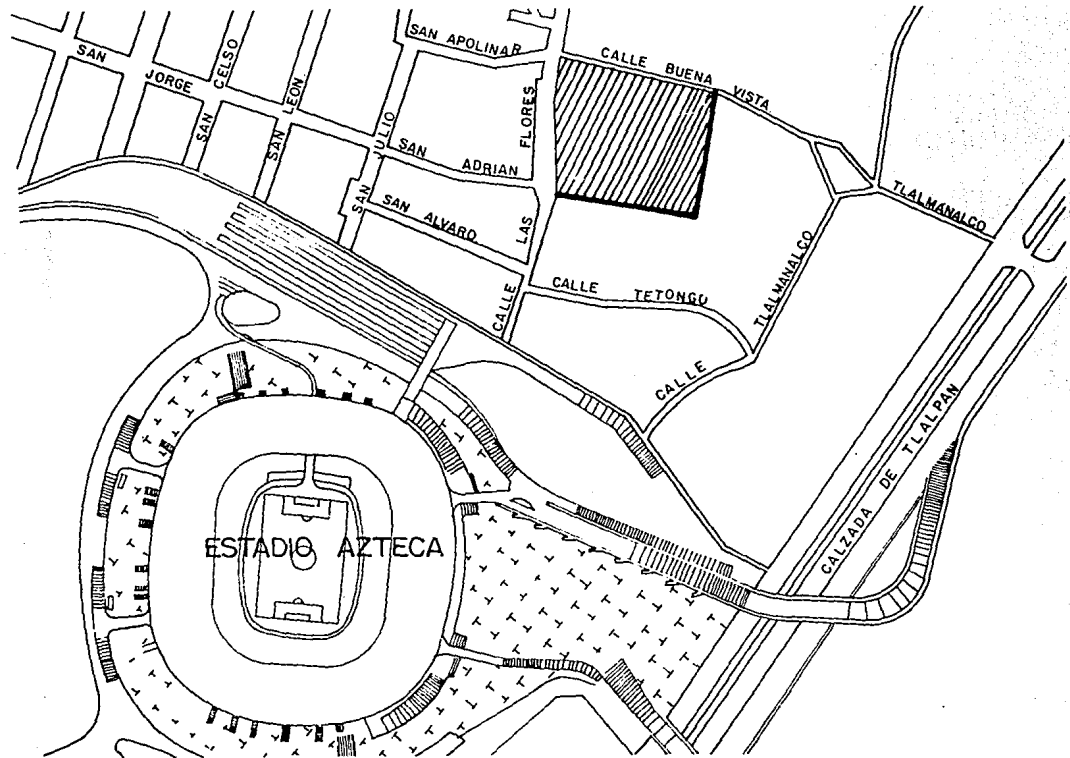 SAN APOLINAR
CALLE BUENA VISTA
SAN JORGE
SAN CELSO
SAN LEON
SAN JULIO
SAN ADRIAN
SAN ALVARO
CALLE LAS FLORES
CALLE TETONGU
CALLE TLALMANALCO
TLALMANALCO
CALZADA DE TLALPAN
ESTADIO AZTECA